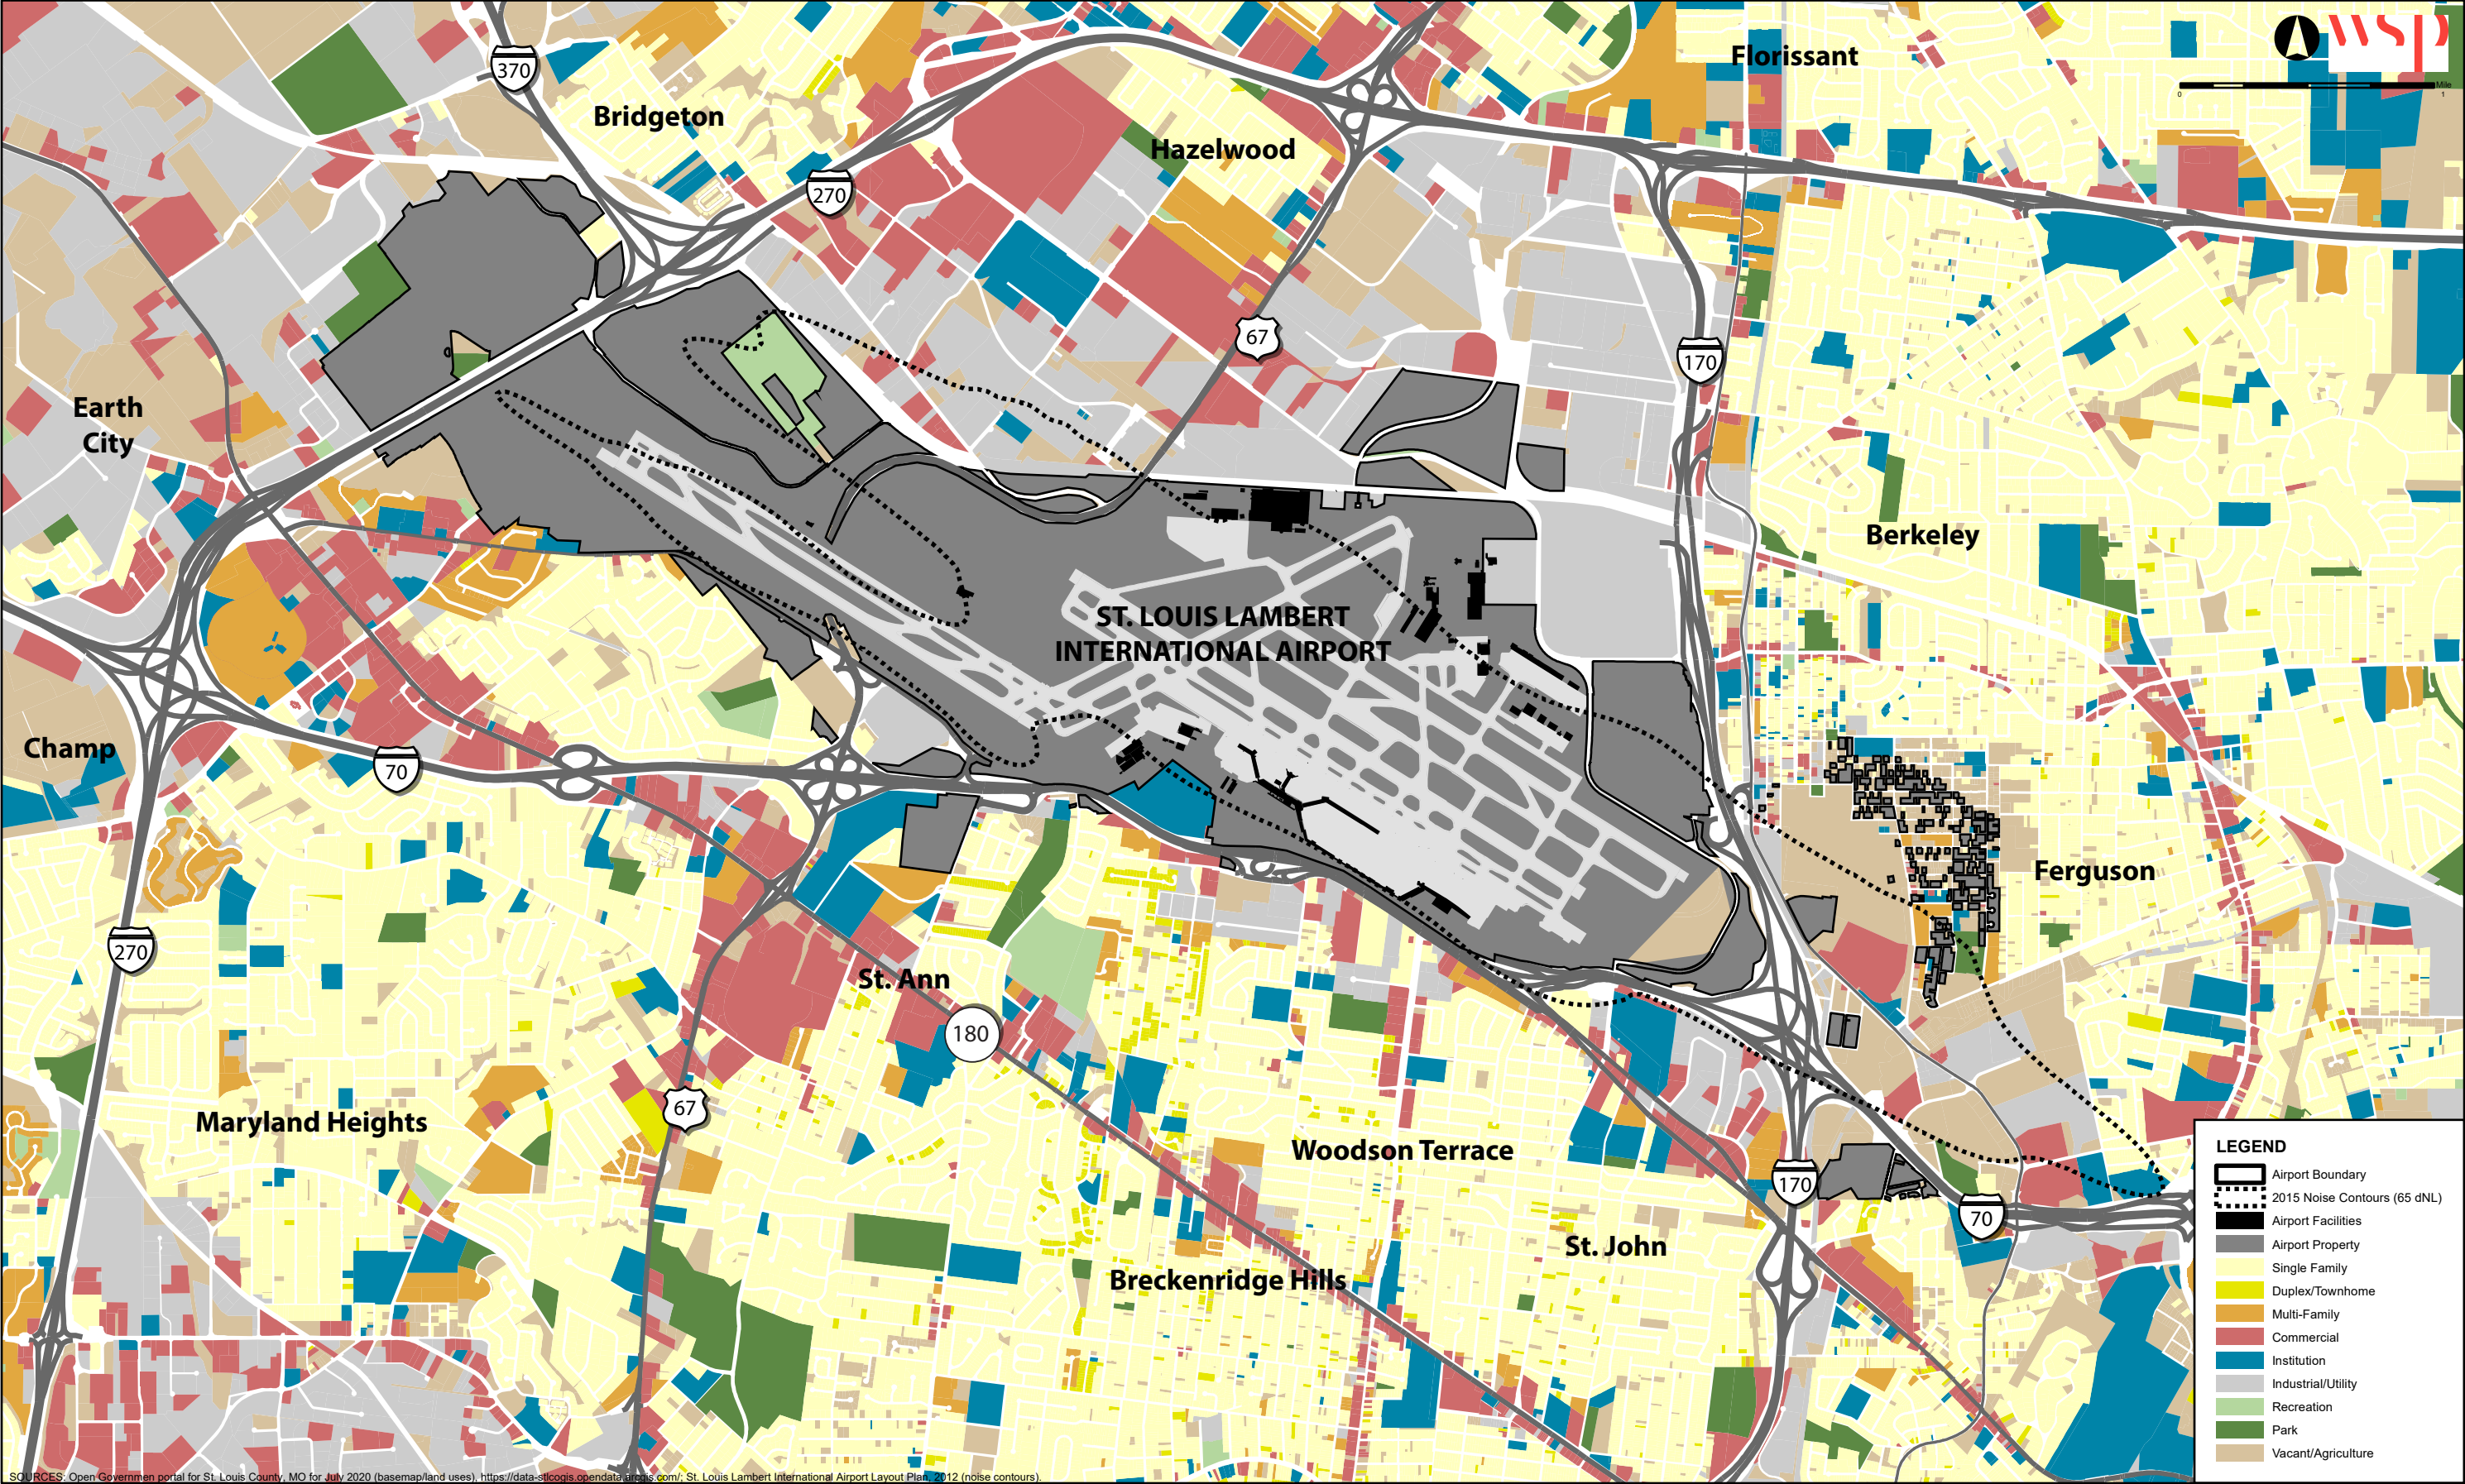 370
Bridgeton
Florissant
wsp
Mile
0
1
Hazelwood
270
67
170
Earth
City
Berkeley
ST. LOUIS LAMBERT
INTERNATIONAL AIRPORT
Champ
70
Ferguson
270
St. Ann
180
67
Maryland Heights
Woodson Terrace
170
70
St. John
Breckenridge Hills
LEGEND
Airport Boundary
2015 Noise Contours (65 dNL)
Airport Facilities
Airport Property
Single Family
Duplex/Townhome
Multi-Family
Commercial
Institution
Industrial/Utility
Recreation
Park
Vacant/Agriculture
SOURCES: Open Governmen portal for St. Louis County, MO for July 2020 (basemap/land uses), https://data-stlcogis.opendata.arcgis.com/; St. Louis Lambert International Airport Layout Plan, 2012 (noise contours).